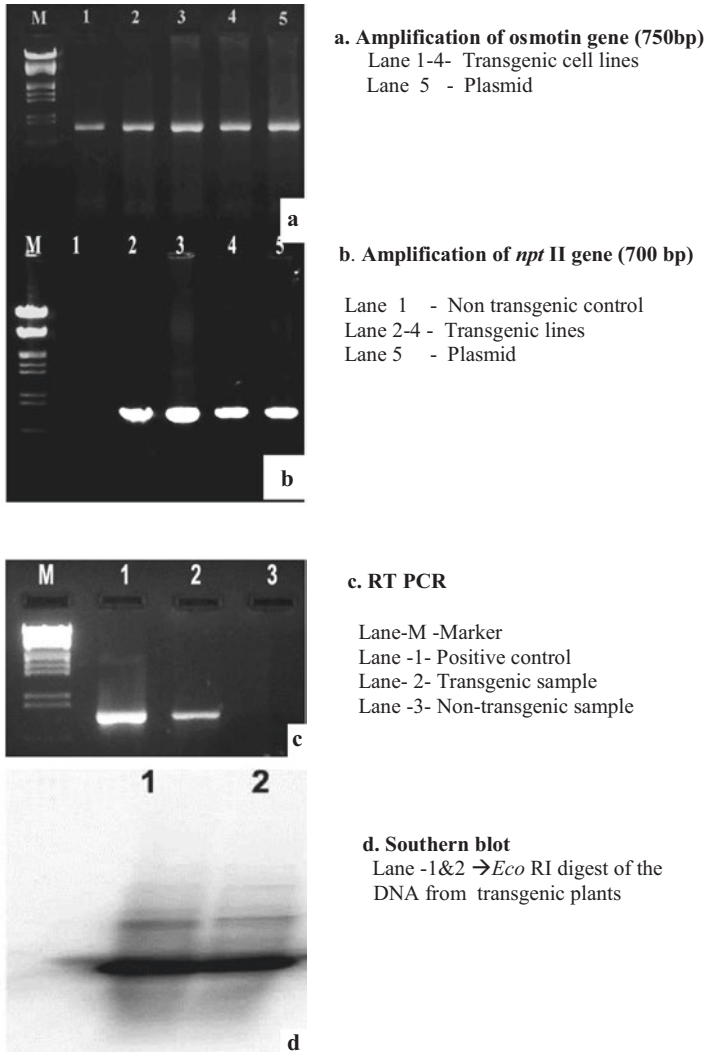 M 1 2 3 4 5
a
a. Amplification of osmotin gene (750bp)
Lane 1-4- Transgenic cell lines
Lane 5 - Plasmid
M 1 2 3 4 5
b
b. Amplification of npt II gene (700 bp)
Lane 1 - Non transgenic control
Lane 2-4 - Transgenic lines
Lane 5 - Plasmid
M 1 2 3
c
c. RT PCR
Lane-M -Marker
Lane -1- Positive control
Lane- 2- Transgenic sample
Lane -3- Non-transgenic sample
1 2
d
d. Southern blot
Lane -1&2 →Eco RI digest of the
DNA from transgenic plants